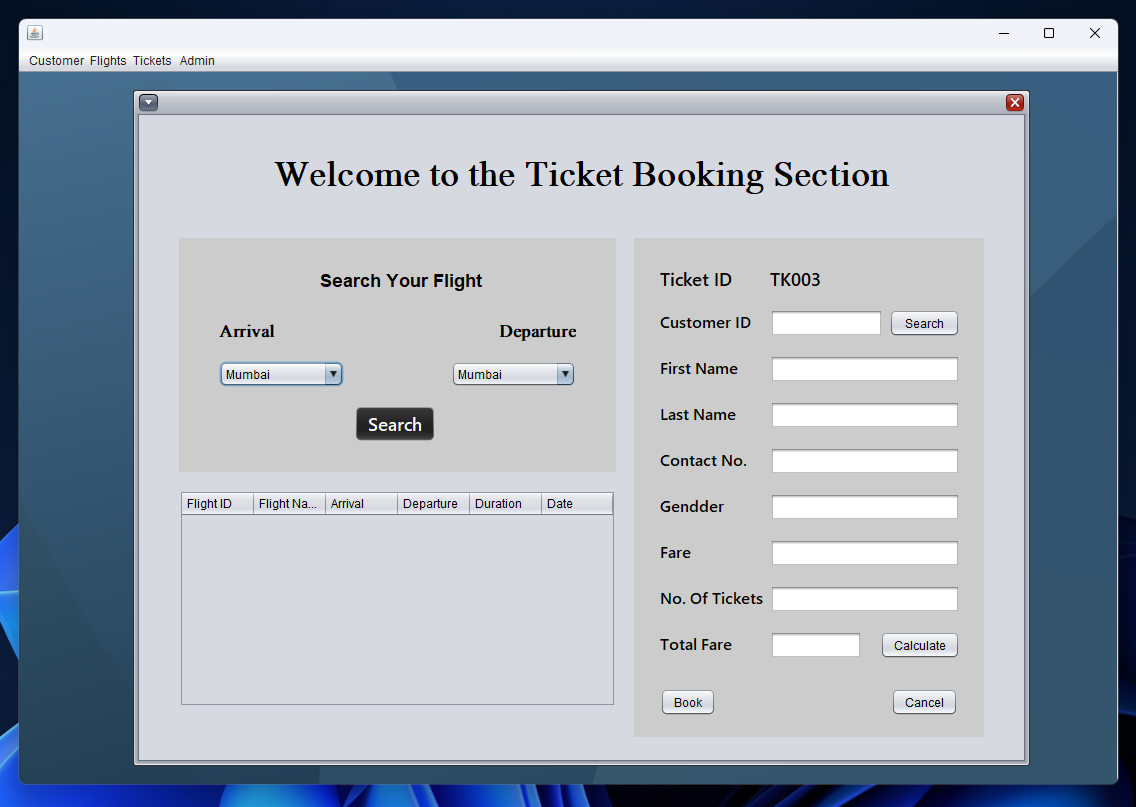 Customer Flights Tickets Admin
Welcome to the Ticket Booking Section
Search Your Flight
Arrival Departure
Mumbai Mumbai
Search
Flight ID Flight Na... Arrival Departure Duration Date
Ticket ID TK003
Customer ID Search
First Name
Last Name
Contact No.
Gendder
Fare
No. Of Tickets
Total Fare Calculate
Book Cancel